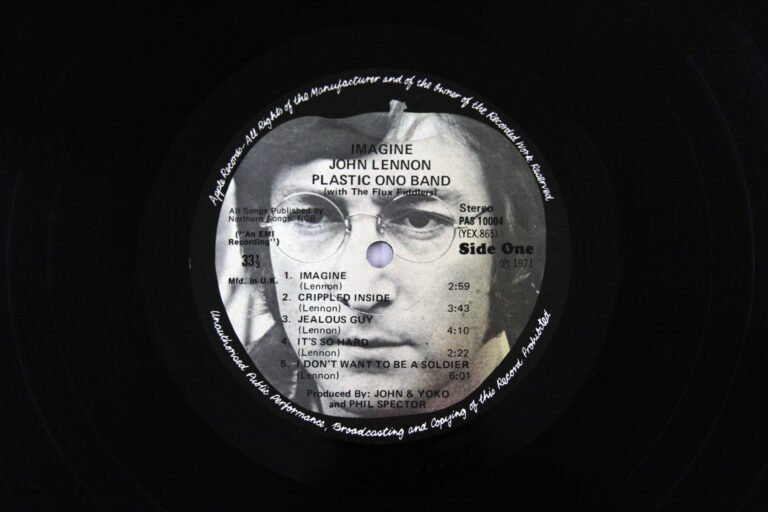 Apple Records. All Rights of the Manufacturer and of the Owner of the Recorded Work Reserved
IMAGINE
JOHN LENNON
PLASTIC ONO BAND
(with The Flux Fiddlers)
All Songs Published by
Northern Songs. NCB
("An EMI
Recording")
33⅓
Mfd. In U.K.
Stereo
PAS 10004
(YEX.865)
Side One
℗ 1971
1. IMAGINE
(Lennon) 2:59
2. CRIPPLED INSIDE
(Lennon) 3:43
3. JEALOUS GUY
(Lennon) 4:10
4. IT'S SO HARD
(Lennon) 2:22
5. I DON'T WANT TO BE A SOLDIER
(Lennon) 6:01
Produced By: JOHN & YOKO
and PHIL SPECTOR
Unauthorised Public Performance, Broadcasting and Copying of this Record Prohibited